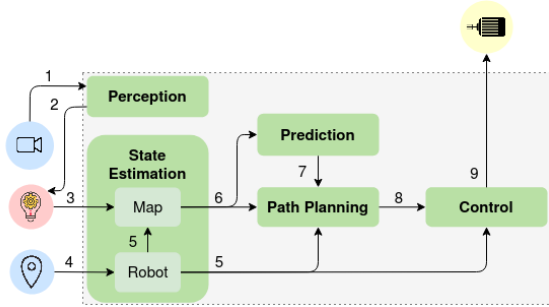 1
Perception
2
State
Estimation
Prediction
7
9
3
Map
6
Path Planning
8
Control
5
4
Robot
5